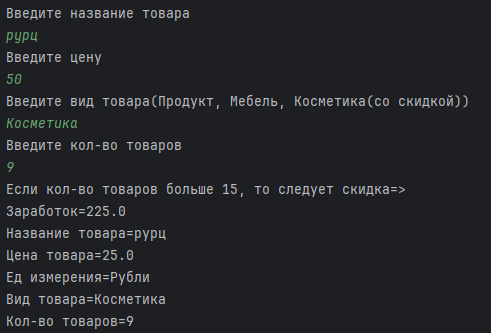 Введите название товара
рурц
Введите цену
50
Введите вид товара(Продукт, Мебель, Косметика(со скидкой))
Косметика
Введите кол-во товаров
9
Если кол-во товаров больше 15, то следует скидка=>
Заработок=225.0
Название товара=рурц
Цена товара=25.0
Ед измерения=Рубли
Вид товара=Косметика
Кол-во товаров=9